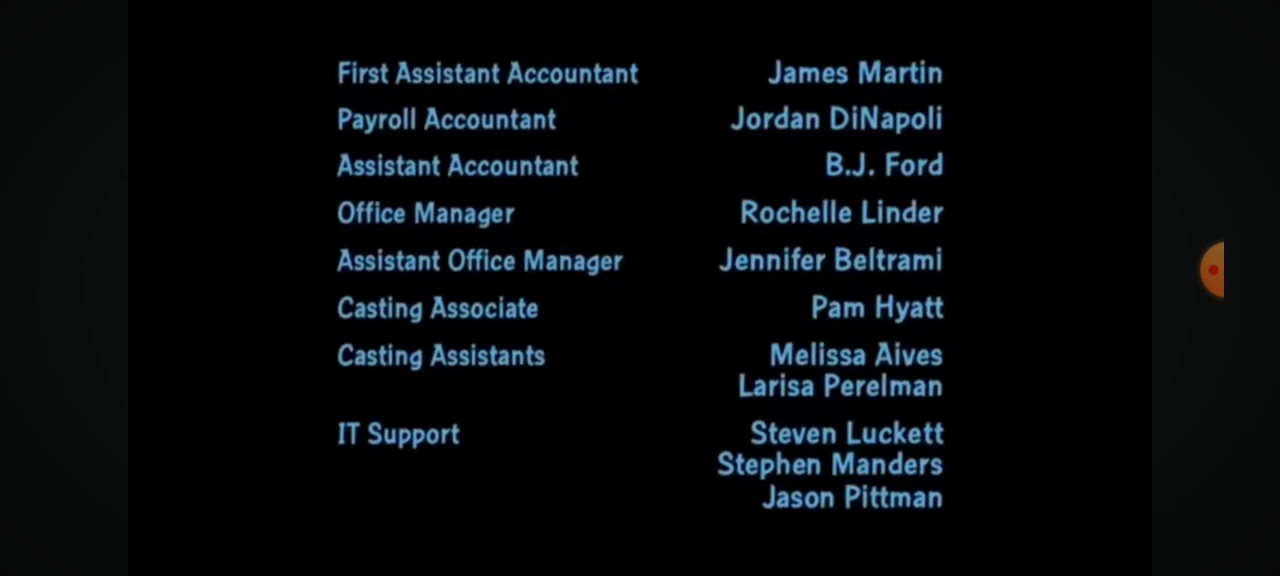 First Assistant Accountant James Martin
Payroll Accountant Jordan DiNapoli
Assistant Accountant B.J. Ford
Office Manager Rochelle Linder
Assistant Office Manager Jennifer Beltrami
Casting Associate Pam Hyatt
Casting Assistants Melissa Aives
Larisa Perelman
IT Support Steven Luckett
Stephen Manders
Jason Pittman